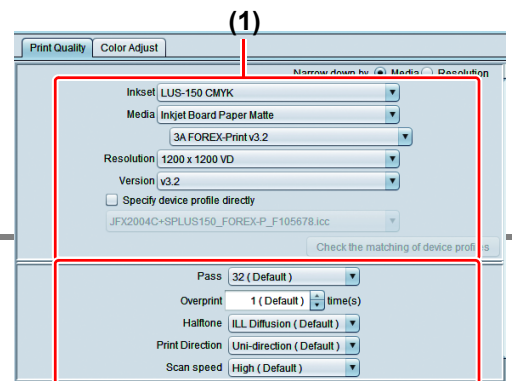 (1)
Print Quality Color Adjust
Narrow down by Media Resolution
Inkset LUS-150 CMYK
Media Inkjet Board Paper Matte
3A FOREX-Print v3.2
Resolution 1200 x 1200 VD
Version v3.2
Specify device profile directly
JFX2004C+SPLUS150_FOREX-P_F105678.icc
Check the matching of device profiles
Pass 32 ( Default )
Overprint 1 ( Default ) time(s)
Halftone ILL Diffusion ( Default )
Print Direction Uni-direction ( Default )
Scan speed High ( Default )